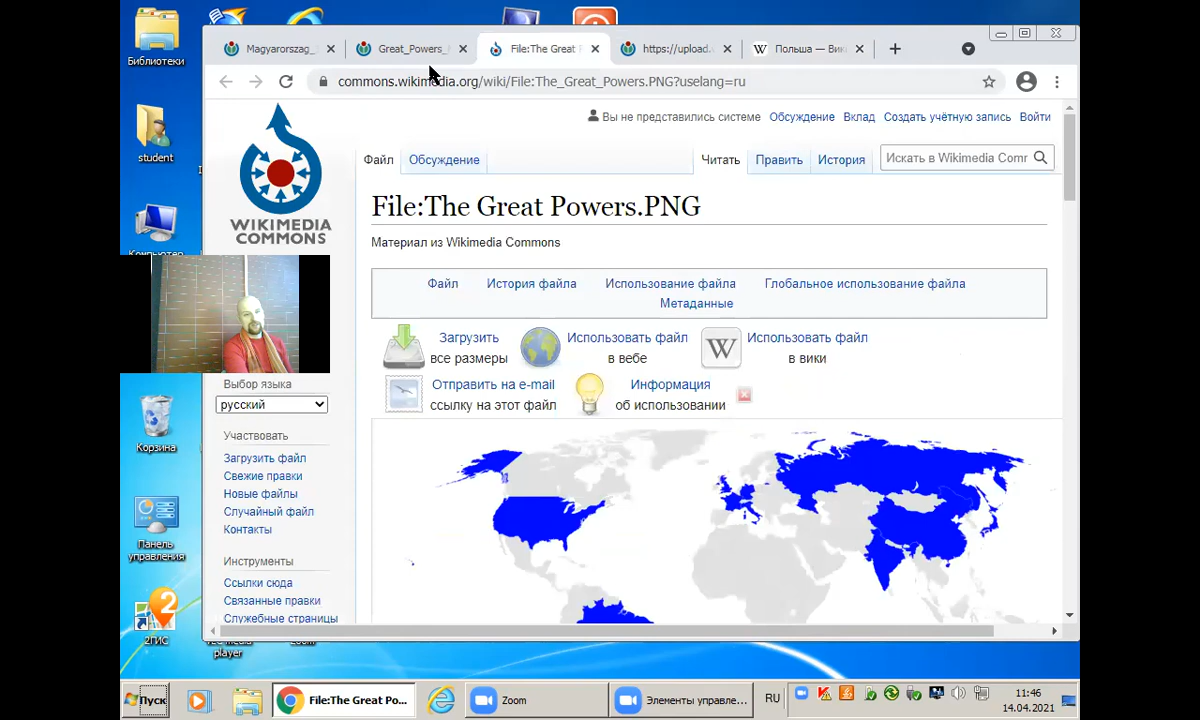 Библиотеки
student
Компьютер
Корзина
Панель
управления
2ГИС
player
Magyarorszag_
Great_Powers_
File:The Great
https://upload.
Польша — Вик
commons.wikimedia.org/wiki/File:The_Great_Powers.PNG?uselang=ru
Вы не представились системе Обсуждение Вклад Создать учётную запись Войти
WIKIMEDIA
COMMONS
Файл Обсуждение Читать Править История Искать в Wikimedia Comr
File:The Great Powers.PNG
Материал из Wikimedia Commons
Файл История файла Использование файла Глобальное использование файла
Метаданные
Загрузить
все размеры
Использовать файл
в вебе
W
Использовать файл
в вики
Отправить на e-mail
ссылку на этот файл
Информация
об использовании
Выбор языка
русский
Участвовать
Загрузить файл
Свежие правки
Новые файлы
Случайный файл
Контакты
Инструменты
Ссылки сюда
Связанные правки
Служебные страницы
Пуск
File:The Great Po...
Zoom
Элементы управле...
RU
11:46
14.04.2021